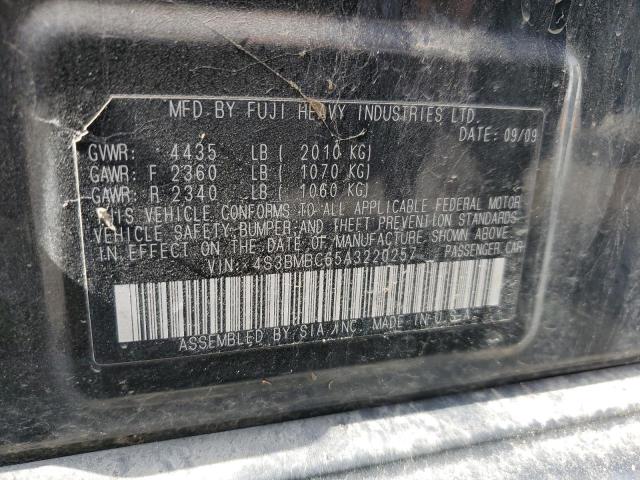 MFD.BY FUJI HEAVY INDUSTRIES LTD.
DATE: 09/09
GVWR: 4435 LB ( 2010 KG)
GAWR: F 2360 LB ( 1070 KG)
GAWR: R 2340 LB ( 1060 KG)
THIS VEHICLE CONFORMS TO ALL APPLICABLE FEDERAL MOTOR
VEHICLE SAFETY, BUMPER AND THEFT PREVENTION STANDARDS
IN EFFECT ON THE DATE OF MANUFACTURE SHOWN ABOVE.
VIN: 4S3BMBC65A3220257 PASSENGER CAR
ASSEMBLED BY SIA, INC. MADE IN U.S.A.